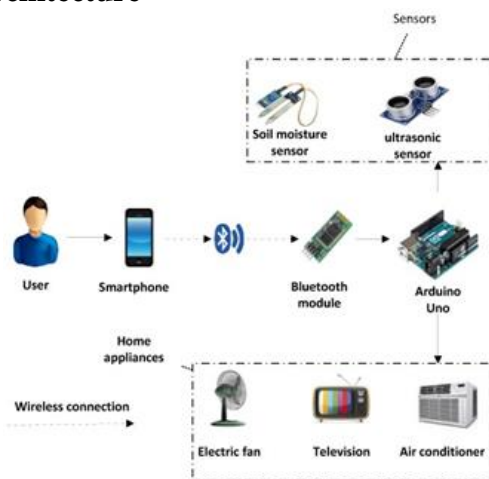 Sensors
Soil moisture
sensor
ultrasonic
sensor
User
Smartphone
Bluetooth
module
Arduino
Uno
Home
appliances
Wireless connection
Electric fan
Television
Air conditioner